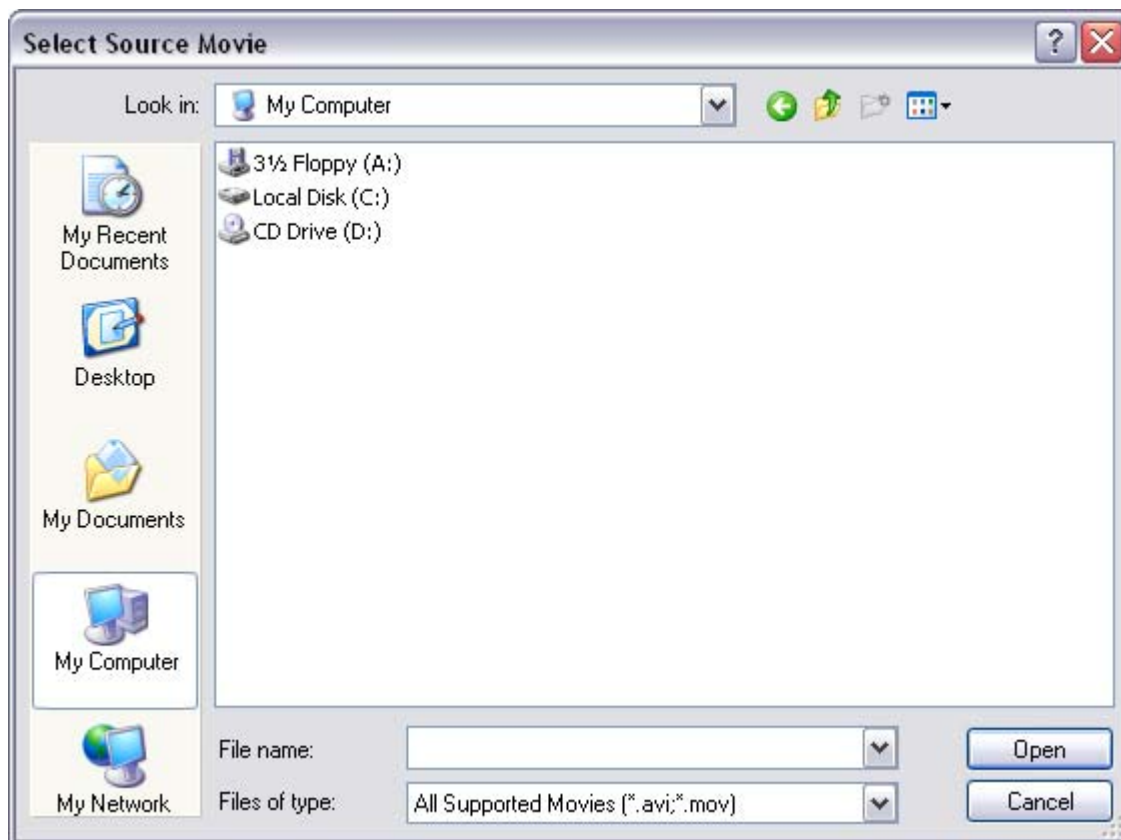 Select Source Movie
Look in: My Computer
3½ Floppy (A:)
Local Disk (C:)
CD Drive (D:)
My Recent
Documents
Desktop
My Documents
My Computer
My Network
File name:
Open
Files of type: All Supported Movies (*.avi;*.mov)
Cancel